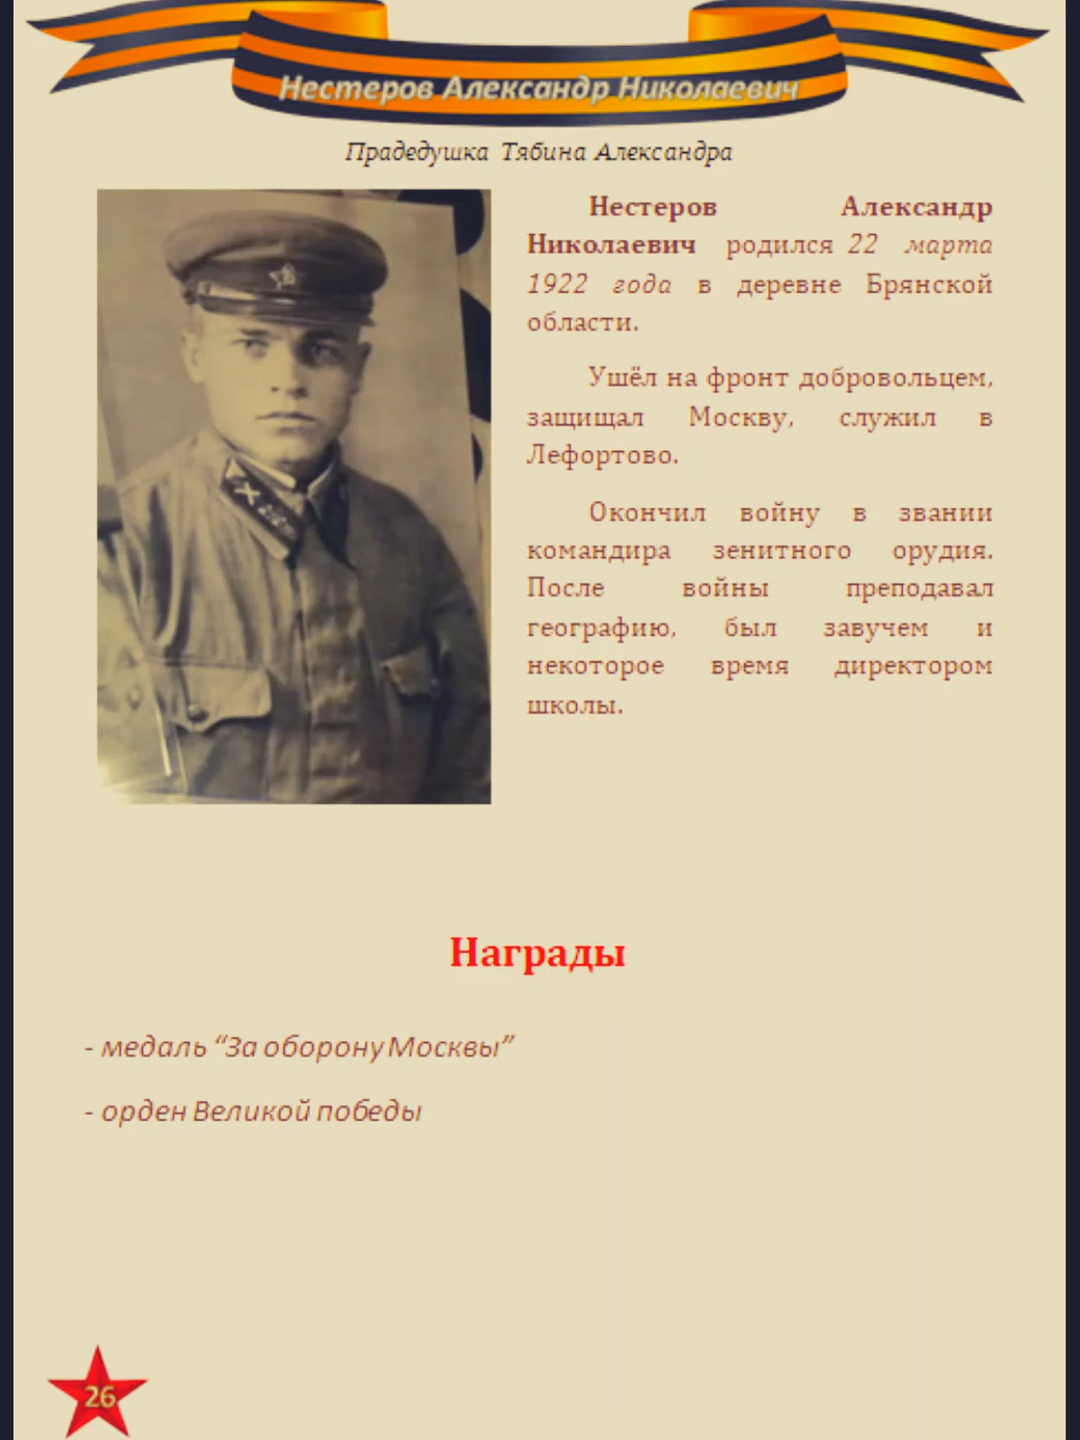 Нестеров Александр Николаевич
Прадедушка Тябина Александра
Нестеров Александр
Николаевич родился 22 марта
1922 года в деревне Брянской
области.
Ушёл на фронт добровольцем,
защищал Москву, служил в
Лефортово.
Окончил войну в звании
командира зенитного орудия.
После войны преподавал
географию, был завучем и
некоторое время директором
школы.
Награды
- медаль “За оборону Москвы”
- орден Великой победы
26